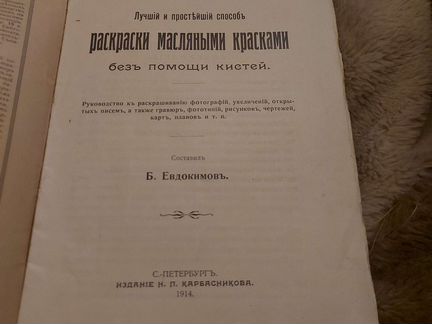 Лучшій и простѣйшій способъ
раскраски масляными красками
безъ помощи кистей.
Руководство къ раскрашиванію фотографій, увеличеній, откры-
тыхъ писемъ, а также гравюръ, фототипій, рисунковъ, чертежей,
картъ, плановъ и т. п.
Составилъ
Б. Евдокимовъ.
С.-ПЕТЕРБУРГЪ.
ИЗДАНІЕ Н. П. КАРБАСНИКОВА.
1914.